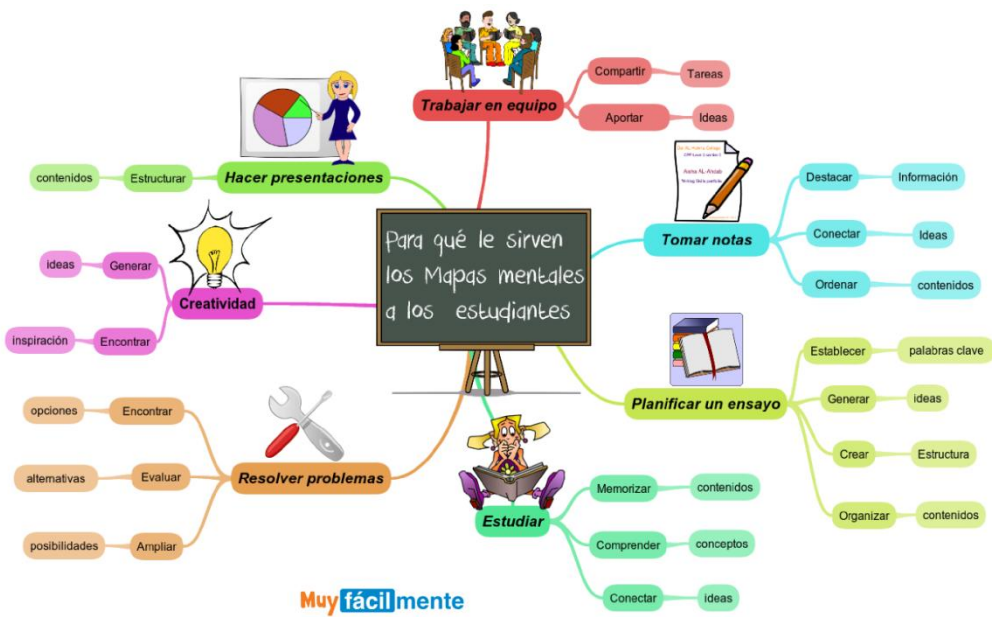 Para qué le sirven
los Mapas mentales
a los estudiantes
Trabajar en equipo
Compartir
Tareas
Aportar
Ideas
Tomar notas
Destacar
Información
Conectar
Ideas
Ordenar
contenidos
Planificar un ensayo
Establecer
palabras clave
Generar
ideas
Crear
Estructura
Organizar
contenidos
Estudiar
Memorizar
contenidos
Comprender
conceptos
Conectar
ideas
Resolver problemas
Encontrar
opciones
Evaluar
alternativas
Ampliar
posibilidades
Creatividad
Generar
ideas
Encontrar
inspiración
Hacer presentaciones
Estructurar
contenidos
Muy fácil mente